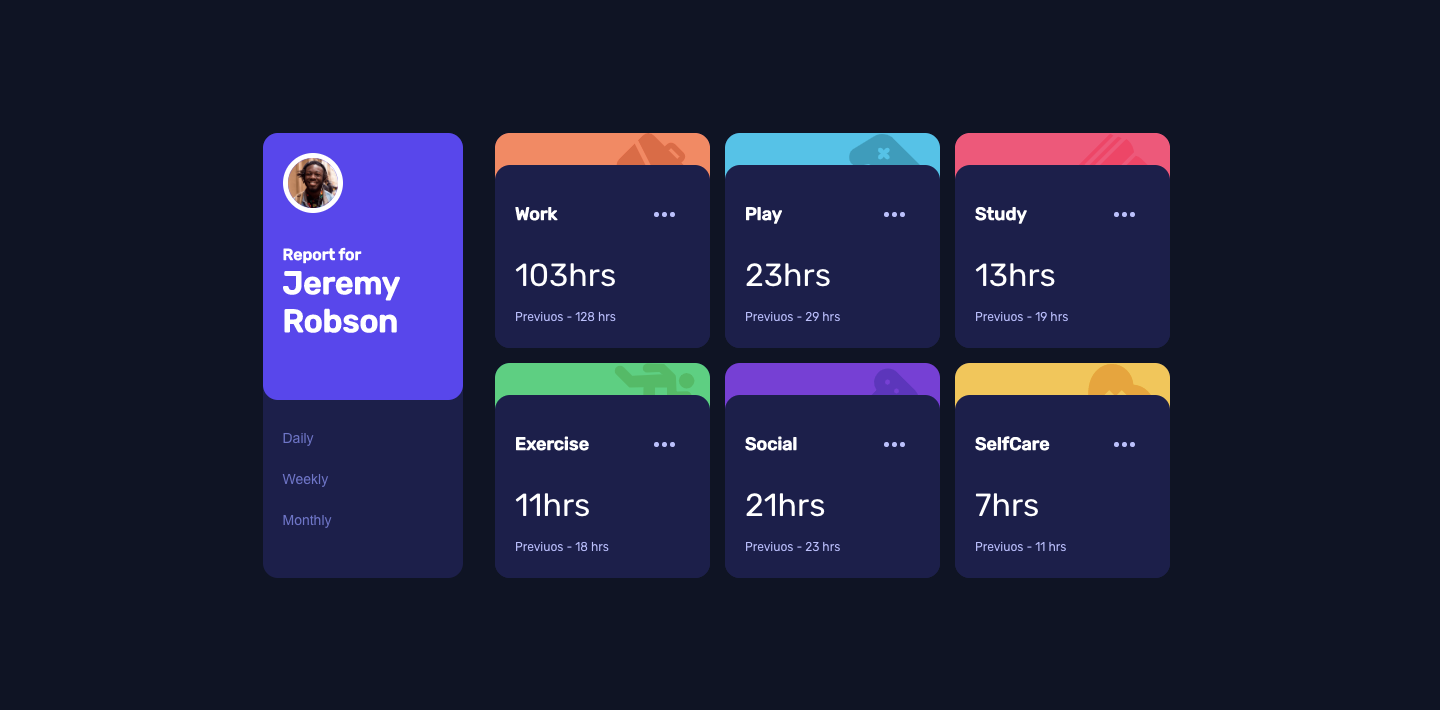 Report for
Jeremy
Robson
Daily
Weekly
Monthly
Work
103hrs
Previuos - 128 hrs
Play
23hrs
Previuos - 29 hrs
Study
13hrs
Previuos - 19 hrs
Exercise
11hrs
Previuos - 18 hrs
Social
21hrs
Previuos - 23 hrs
SelfCare
7hrs
Previuos - 11 hrs